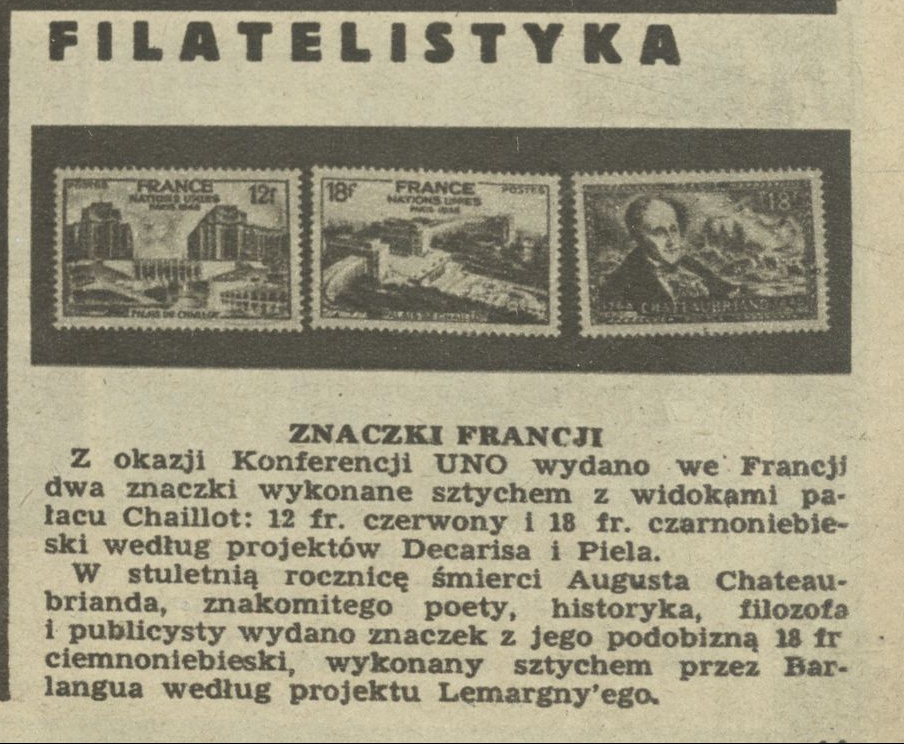 FILATELISTYKA
POSTES FRANCE 12f
NATIONS UNIES
PARIS 1948
PALAIS DE CHAILLOT
18f FRANCE POSTES
NATIONS UNIES
PARIS 1948
PALAIS DE CHAILLOT
18f
CHATEAUBRIAND
ZNACZKI FRANCJI
Z okazji Konferencji UNO wydano we Francji
dwa znaczki wykonane sztychem z widokami pa-
łacu Chaillot: 12 fr. czerwony i 18 fr. czarnoniebie-
ski według projektów Decarisa i Piela.
W stuletnią rocznicę śmierci Augusta Chateau-
brianda, znakomitego poety, historyka, filozofa
i publicysty wydano znaczek z jego podobizną 18 fr
ciemnoniebieski, wykonany sztychem przez Bar-
langua według projektu Lemargny'ego.